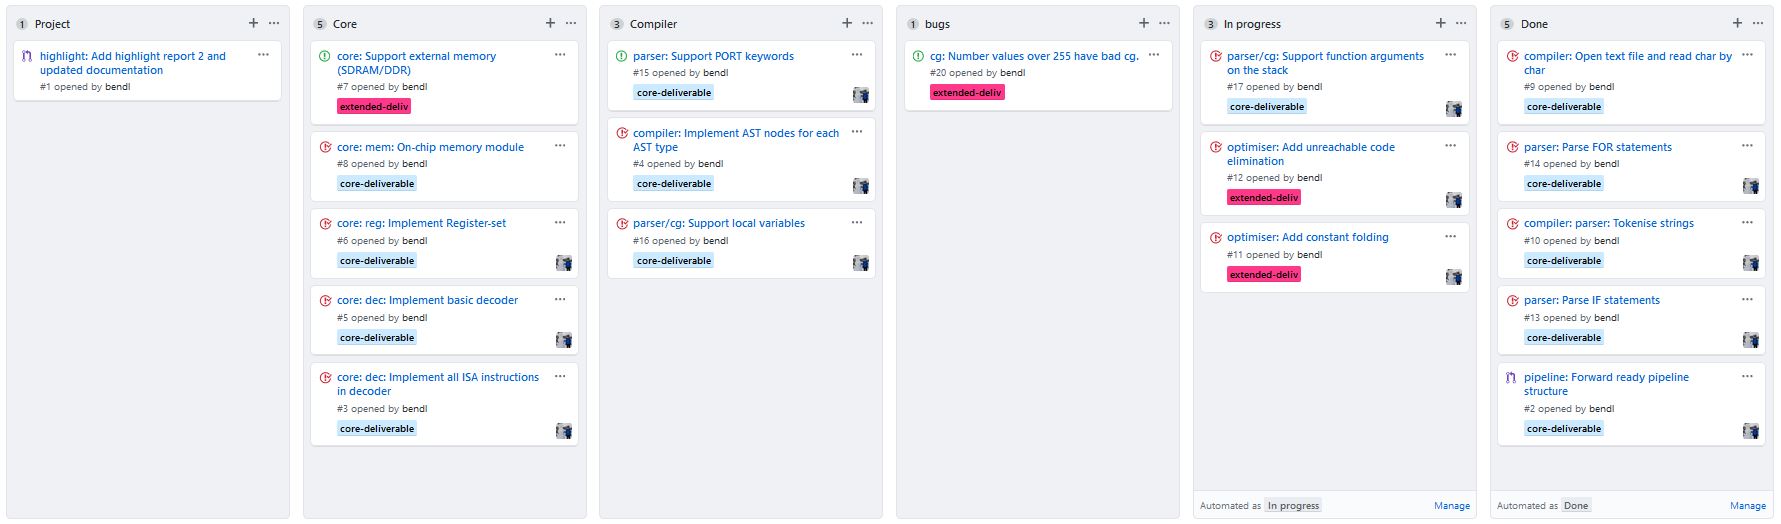 1 Project
highlight: Add highlight report 2 and
updated documentation
#1 opened by bendl
5 Core
core: Support external memory
(SDRAM/DDR)
#7 opened by bendl
extended-deliv
core: mem: On-chip memory module
#8 opened by bendl
core-deliverable
core: reg: Implement Register-set
#6 opened by bendl
core-deliverable
core: dec: Implement basic decoder
#5 opened by bendl
core-deliverable
core: dec: Implement all ISA instructions
in decoder
#3 opened by bendl
core-deliverable
3 Compiler
parser: Support PORT keywords
#15 opened by bendl
core-deliverable
compiler: Implement AST nodes for each
AST type
#4 opened by bendl
core-deliverable
parser/cg: Support local variables
#16 opened by bendl
core-deliverable
1 bugs
cg: Number values over 255 have bad cg.
#20 opened by bendl
extended-deliv
3 In progress
parser/cg: Support function arguments
on the stack
#17 opened by bendl
core-deliverable
optimiser: Add unreachable code
elimination
#12 opened by bendl
extended-deliv
optimiser: Add constant folding
#11 opened by bendl
extended-deliv
Automated as In progress Manage
5 Done
compiler: Open text file and read char by
char
#9 opened by bendl
core-deliverable
parser: Parse FOR statements
#14 opened by bendl
core-deliverable
compiler: parser: Tokenise strings
#10 opened by bendl
core-deliverable
parser: Parse IF statements
#13 opened by bendl
core-deliverable
pipeline: Forward ready pipeline
structure
#2 opened by bendl
core-deliverable
Automated as Done Manage